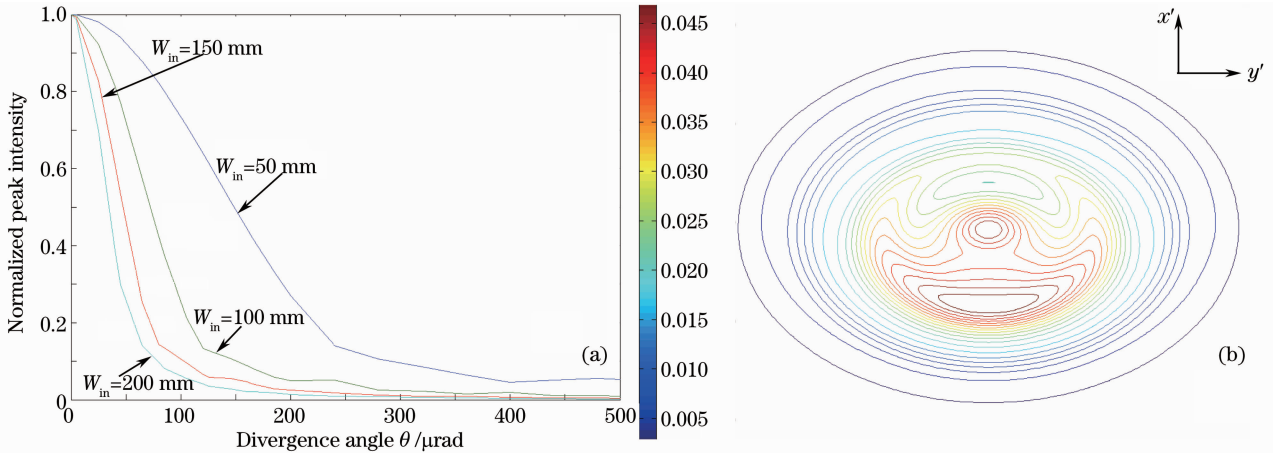 1.0
0.8
0.6
0.4
0.2
0
0 100 200 300 400 500
Normalized peak intensity
Divergence angle θ /μrad
W_in=150 mm
W_in=50 mm
W_in=100 mm
W_in=200 mm
(a)
0.045
0.040
0.035
0.030
0.025
0.020
0.015
0.010
0.005
x′
y′
(b)